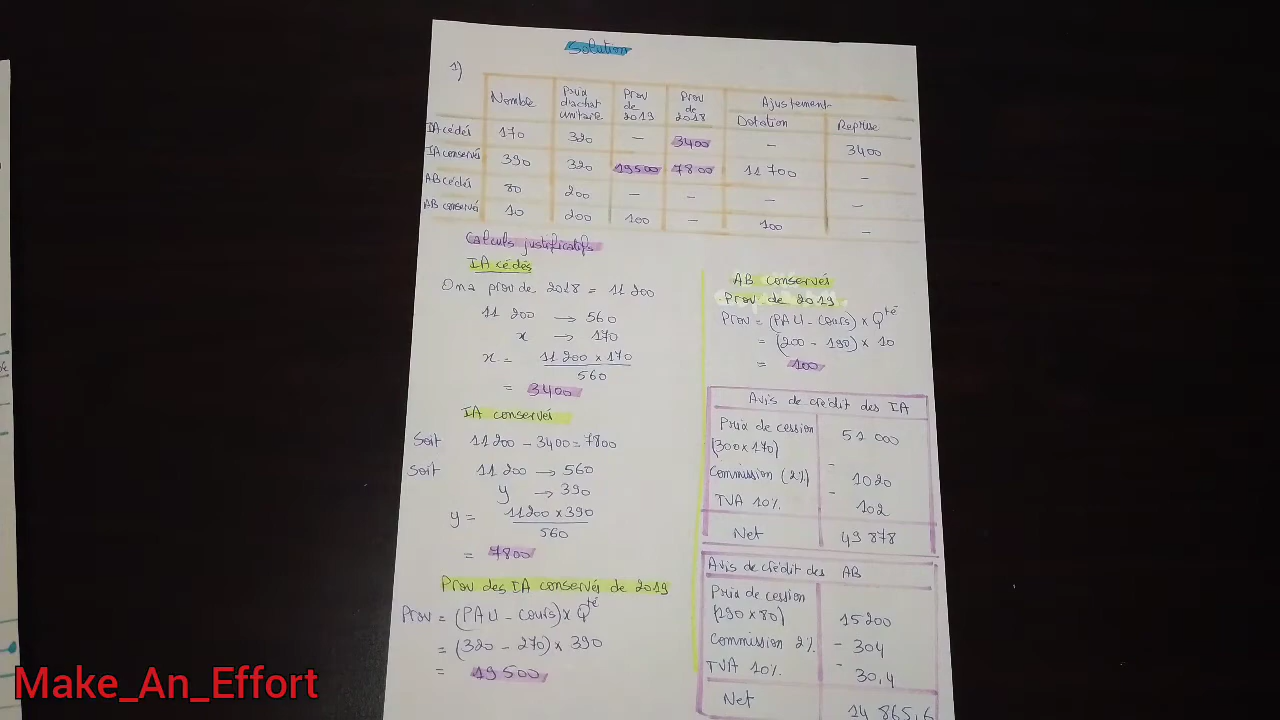 Solution
1)
Nombre | Prix d'achat unitaire | Prov de 2019 | Prov de 2018 | Ajustement
Dotation | Reprise
IA cédés | 170 | 320 | – | 3400 | – | 3400
IA conservés | 390 | 320 | 19500 | 7800 | 11 700 | –
AB cédés | 80 | 200 | – | – | – | –
AB conservés | 10 | 200 | 100 | – | 100 | –
Calculs justificatifs
IA cédés
On a prov de 2018 = 11 200
11 200 → 560
x → 170
x = 11 200 x 170
560
= 3400
IA conservés
Soit 11 200 – 3400 = 7800
Soit 11 200 → 560
y → 390
y = 11200 x 390
560
= 7800
Prov des IA conservés de 2019
Prov = (PAU – cours) x Qté
= (320 – 270) x 390
= 19 500
AB conservés
Prov de 2019
Prov = (PAU – cours) x Qté
= (200 – 190) x 10
= 100
Avis de crédit des IA
Prix de cession 51 000
(300 x 170)
Commission (2%) – 1020
TVA 10% – 102
Net 49 878
Avis de crédit des AB
Prix de cession
(190 x 80) 15200
Commission 2% – 304
TVA 10% – 30,4
Net 14 865,6
Make_An_Effort